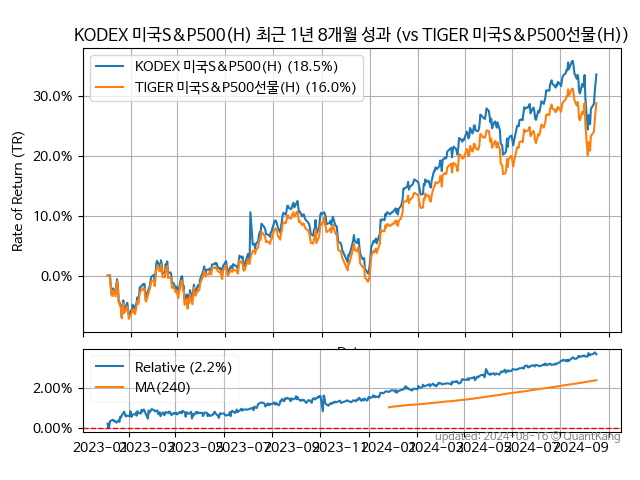 KODEX 미국S&P500(H) 최근 1년 8개월 성과 (vs TIGER 미국S&P500선물(H))
KODEX 미국S&P500(H) (18.5%)
TIGER 미국S&P500선물(H) (16.0%)
Rate of Return (TR)
30.0%
20.0%
10.0%
0.0%
Relative (2.2%)
MA(240)
2.00%
0.00%
updated: 2024-08-16 © QuantKang
2023-01 2023-03 2023-05 2023-07 2023-09 2023-11 2024-01 2024-03 2024-05 2024-07 2024-09